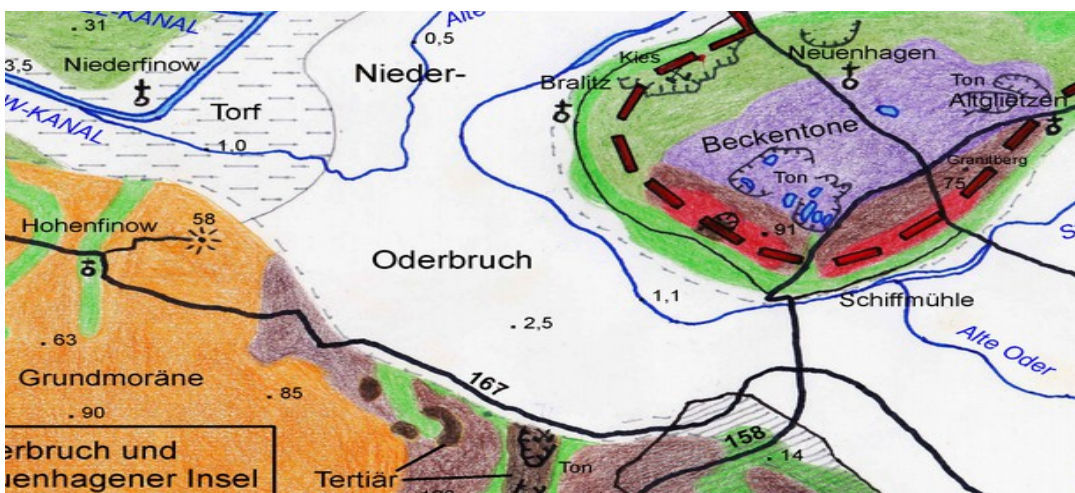 .31
L-KANAL
Niederfinow
3,5
W-KANAL
Torf
.1,0
Alte
0,5
Nieder-
Kies
Bralitz
Neuenhagen
Ton
Altglietzen
Beckentone
Granitberg
75
Ton
.91
Hohenfinow
58
Oderbruch
1,1
Schiffmühle
S
.2,5
Alte Oder
.63
Grundmoräne
.85
.90
167
158
.14
erbruch und
uenhagener Insel
Tertiär
Ton